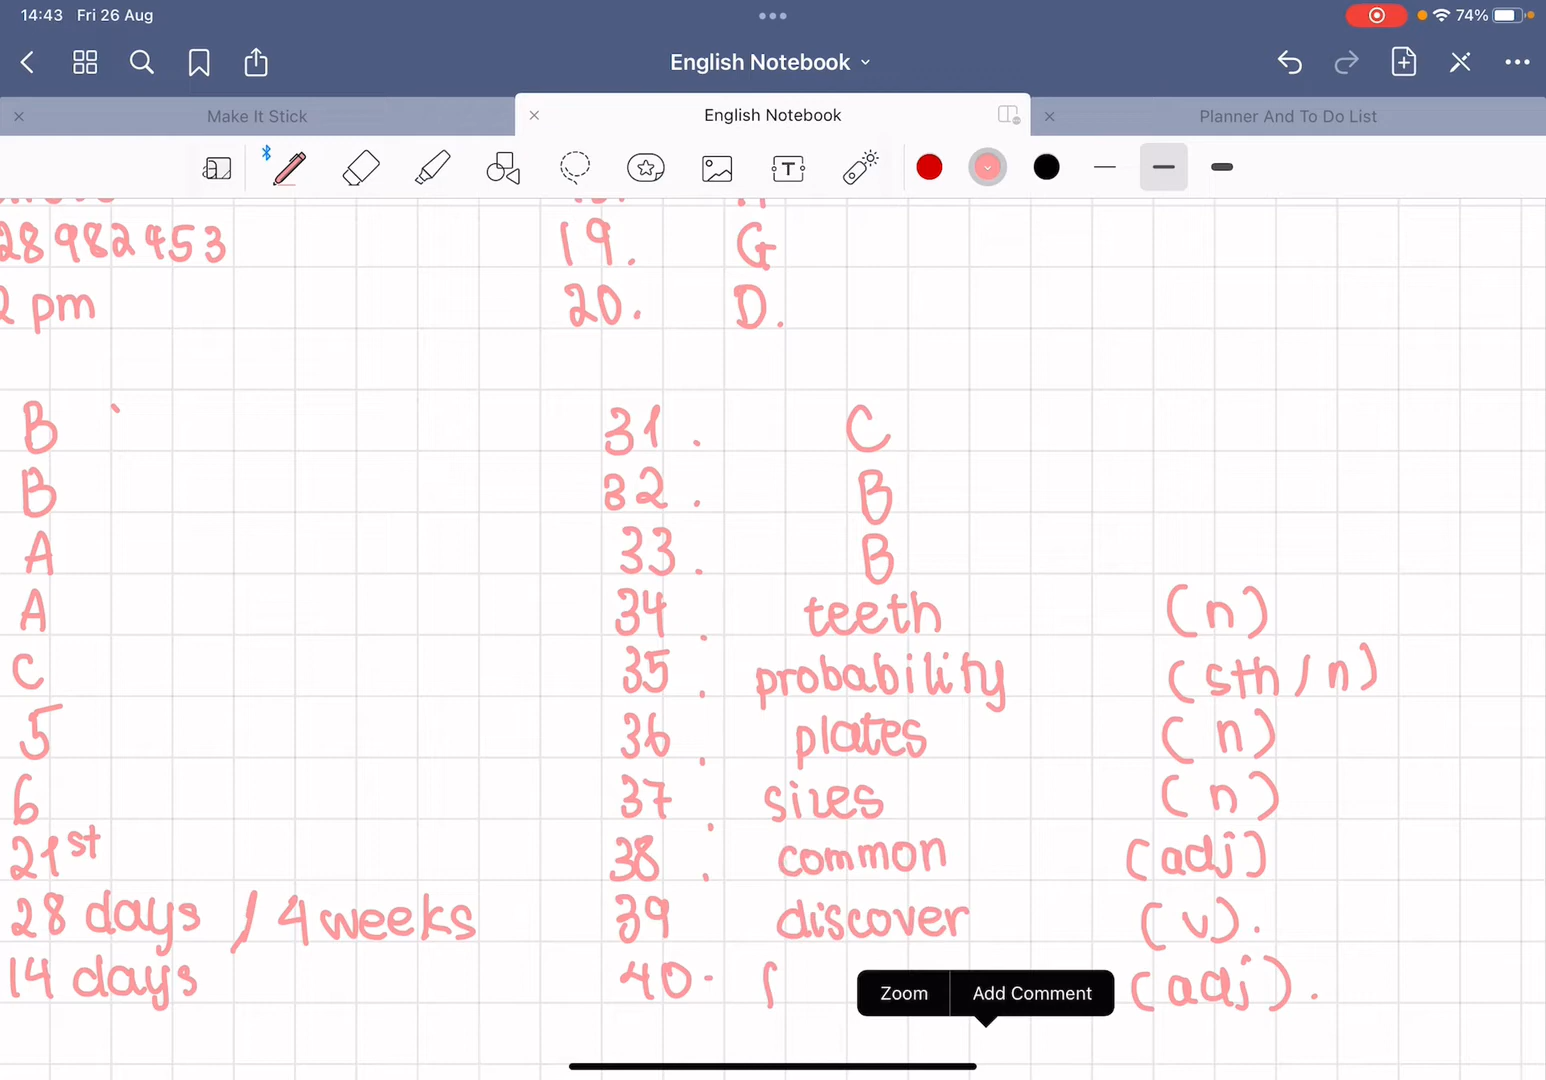 14:43 Fri 26 Aug 74%
English Notebook
Make It Stick English Notebook Planner And To Do List
28982453 19. G
2 pm 20. D.
B 31. C
B 32. B
A 33. B
A 34. teeth (n)
C 35. probability (sth/n)
5 36. plates (n)
6 37. sizes (n)
21st 38. common (adj)
28 days / 4 weeks 39 discover (v).
14 days 40. (adj).
Zoom Add Comment